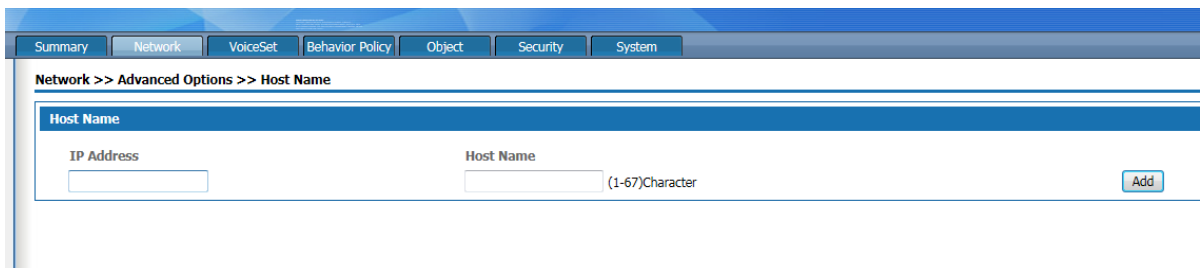 Summary Network VoiceSet Behavior Policy Object Security System
Network >> Advanced Options >> Host Name
Host Name
IP Address Host Name
(1-67)Character Add